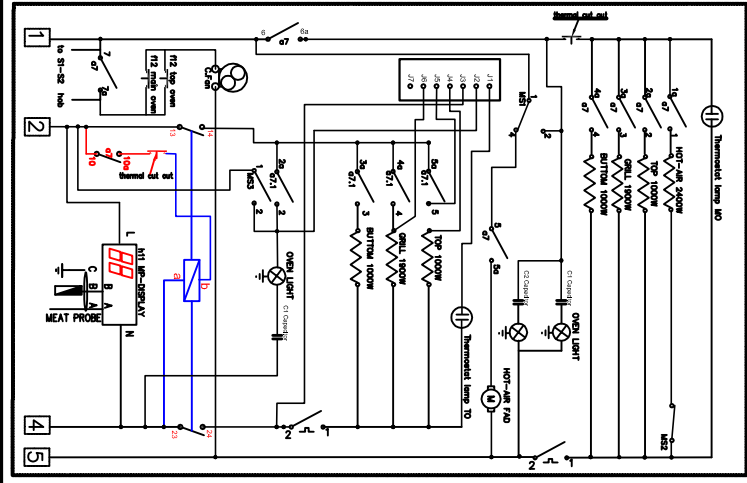 thermal cut out
1
6
6a
a7
to S1-S2 hob
7
a7
7a
f12 main oven
f12 top oven
C.Fan
J7
J6
J5
J4
J3
J2
J1
MS1
1
4
2
4a
a7
4
3a
a7
3
2a
a7
2
1a
a7
1
Thermostat lamp MO
BUTTOM 1000W
GRILL 1900W
TOP 1000W
HOT-AIR 2400W
2
13
14
10
a7
10a
thermal cut out
1
MS3
2
2a
a7.1
2
3a
a7.1
3
4a
a7.1
4
5a
a7.1
5
BUTTOM 1000W
GRILL 1900W
TOP 1000W
5
a7
5a
OVEN LIGHT
C1 Capacitor
C2 Capacitor
C1 Capacitor
OVEN LIGHT
L
h11 MP-DISPLAY
C
B
B
A
A
N
MEAT PROBE
a
b
Thermostat lamp TO
HOT-AIR FAD
M
MS2
4
23
24
2
1
5
2
1